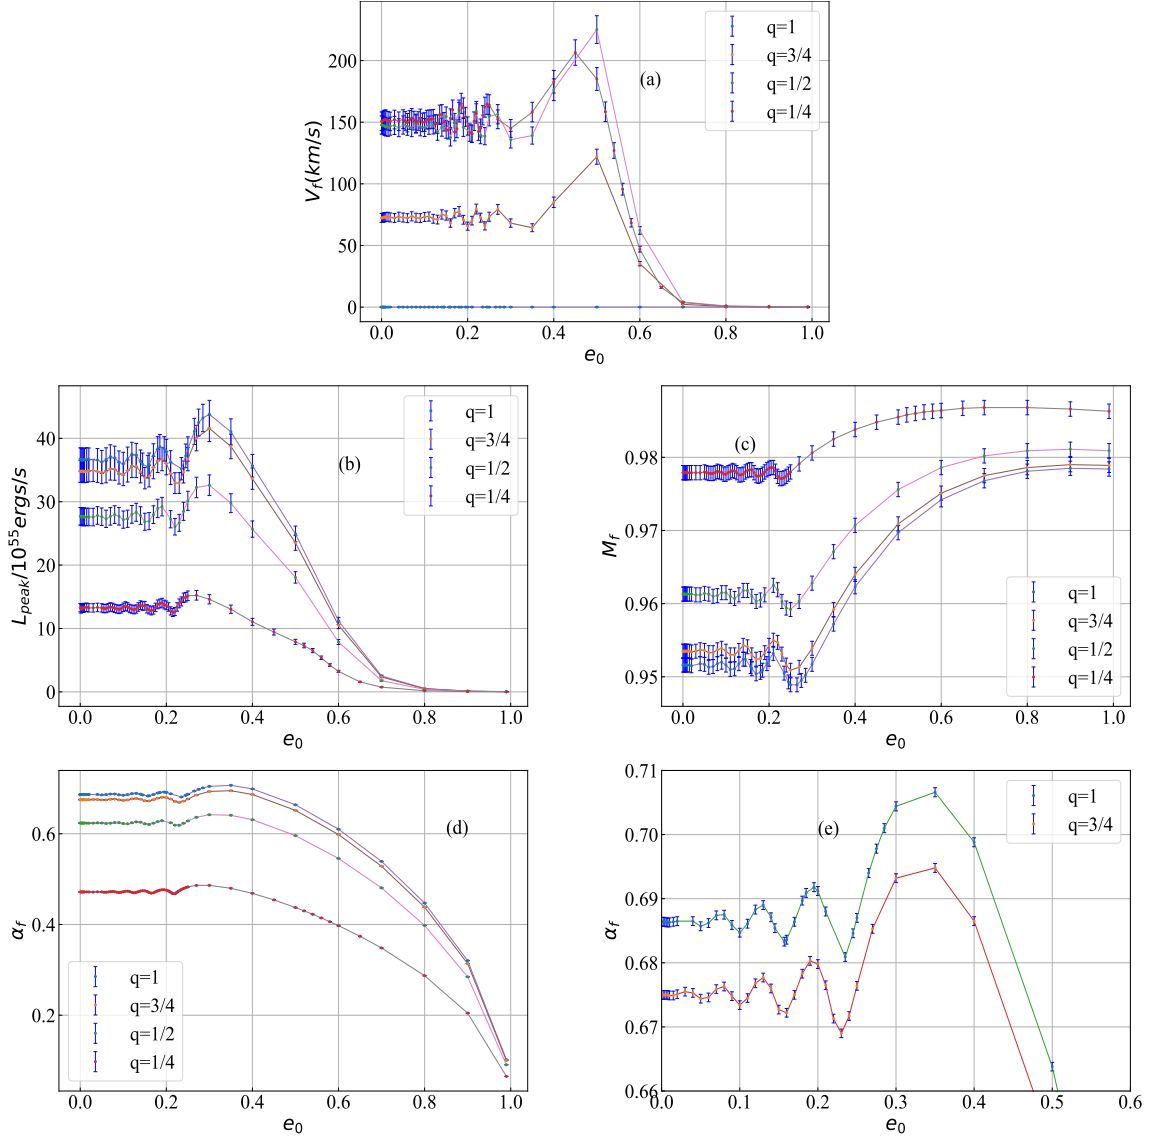 q=1
q=3/4
q=1/2
q=1/4
(a)
V_f(km/s)
200
150
100
50
0
0.0 0.2 0.4 0.6 0.8 1.0
e_0
q=1
q=3/4
q=1/2
q=1/4
(b)
L_{peak}/10^{55}ergs/s
40
30
20
10
0
0.0 0.2 0.4 0.6 0.8 1.0
e_0
(c)
M_f
0.98
0.97
0.96
0.95
q=1
q=3/4
q=1/2
q=1/4
0.0 0.2 0.4 0.6 0.8 1.0
e_0
(d)
α_f
0.6
0.4
0.2
q=1
q=3/4
q=1/2
q=1/4
0.0 0.2 0.4 0.6 0.8 1.0
e_0
q=1
q=3/4
(e)
α_f
0.71
0.70
0.69
0.68
0.67
0.66
0.0 0.1 0.2 0.3 0.4 0.5 0.6
e_0